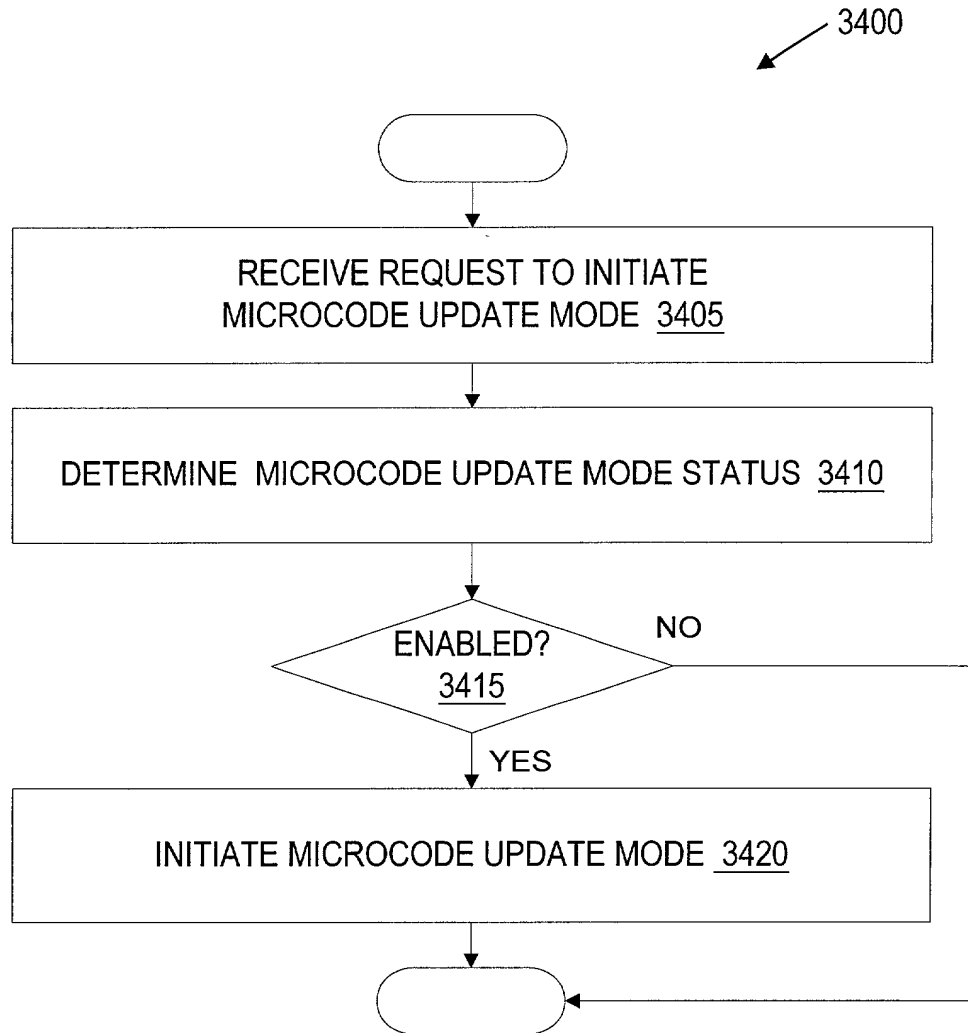 3400
RECEIVE REQUEST TO INITIATE
MICROCODE UPDATE MODE 3405
DETERMINE MICROCODE UPDATE MODE STATUS 3410
ENABLED?
3415
NO
YES
INITIATE MICROCODE UPDATE MODE 3420